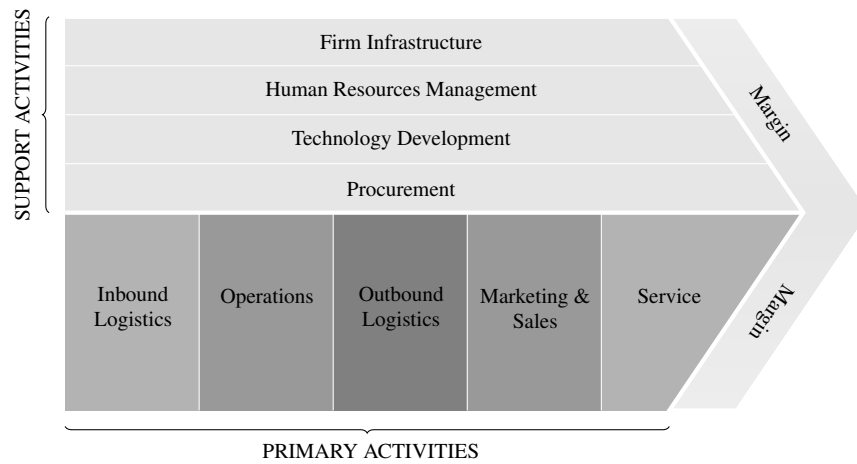 SUPPORT ACTIVITIES
Firm Infrastructure
Human Resources Management
Technology Development
Procurement
Margin
Inbound
Logistics
Operations
Outbound
Logistics
Marketing &
Sales
Service
Margin
PRIMARY ACTIVITIES